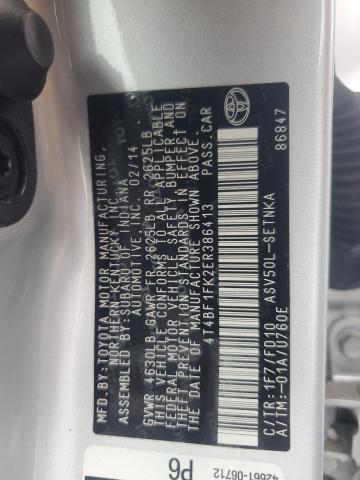 MFD. BY:TOYOTA MOTOR MANUFACTURING,
KENTUCKY, INC.
ASSEMBLED BY: SUBARU OF INDIANA
AUTOMOTIVE INC. 02/14
GVWR 4630LB GAWR FR 2625LB RR 2625LB
THIS VEHICLE CONFORMS TO ALL APPLICABLE
FEDERAL MOTOR VEHICLE SAFETY, BUMPER, AND
THEFT PREVENTION STANDARDS IN EFFECT ON
THE DATE OF MANUFACTURE SHOWN ABOVE.
4T4BF1FK2ER386413 PASS.CAR
C/TR:1F7/FD10 ASV50L-SETNKA
A/TM:-01A/U760E 86847
TOYOTA
42661-06712
P6